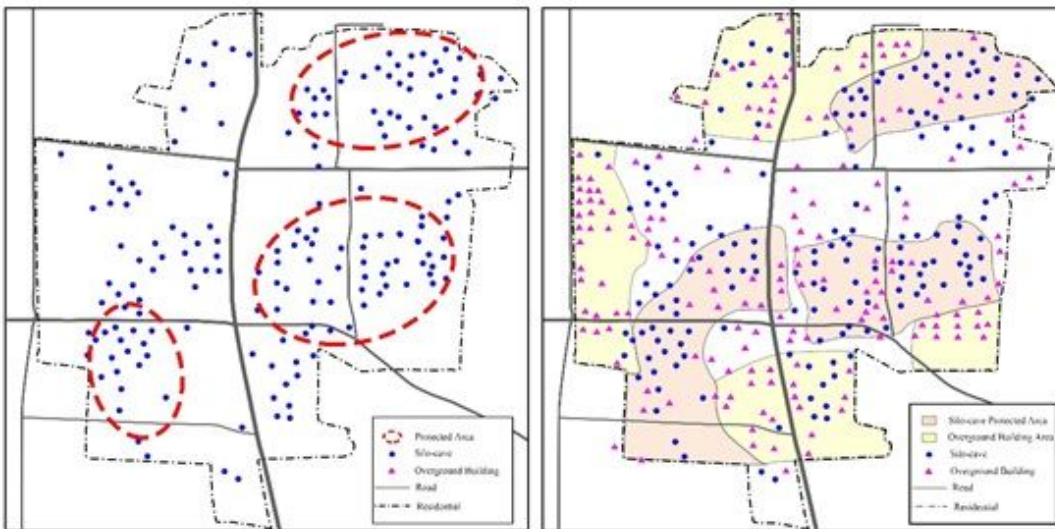 Protected Area
Silo-cave
Overground Building
Road
Residential
Silo-cave Protected Area
Overground Building Area
Silo-cave
Overground Building
Road
Residential